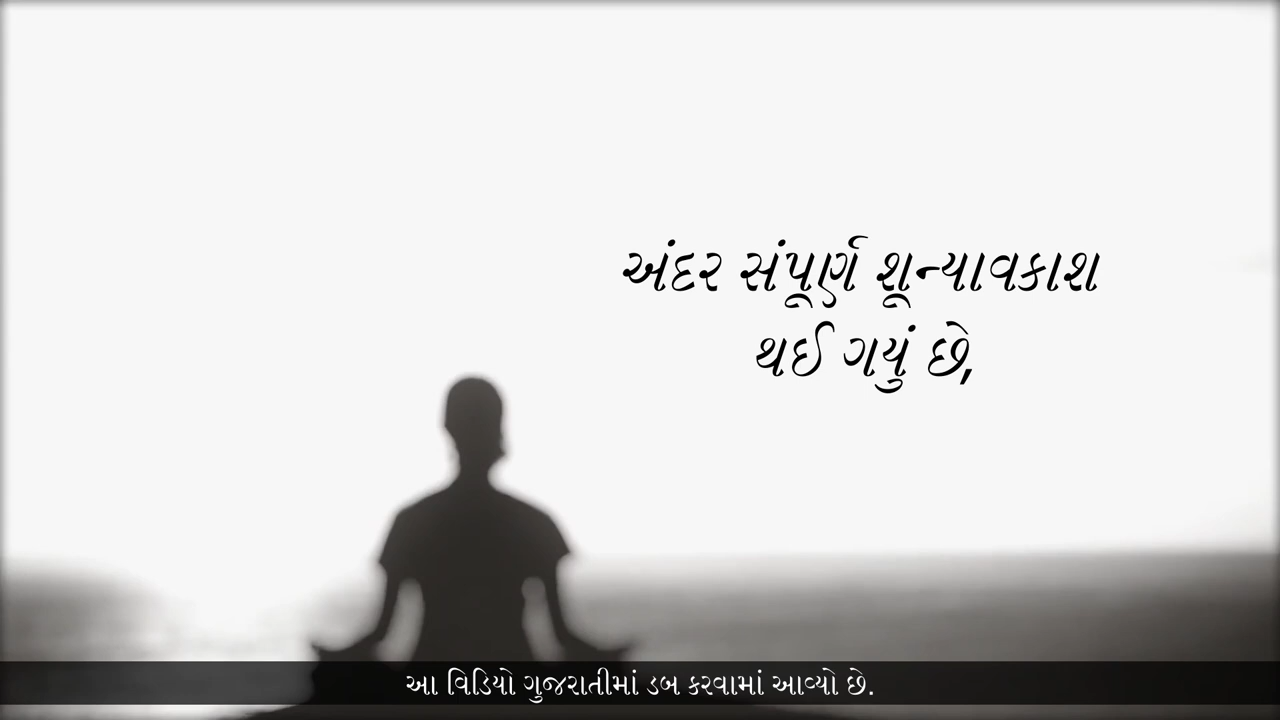 અંદર સંપૂર્ણ શૂન્યાવકાશ
થઈ ગયું છે,
આ વિડિયો ગુજરાતીમાં ડબ કરવામાં આવ્યો છે.